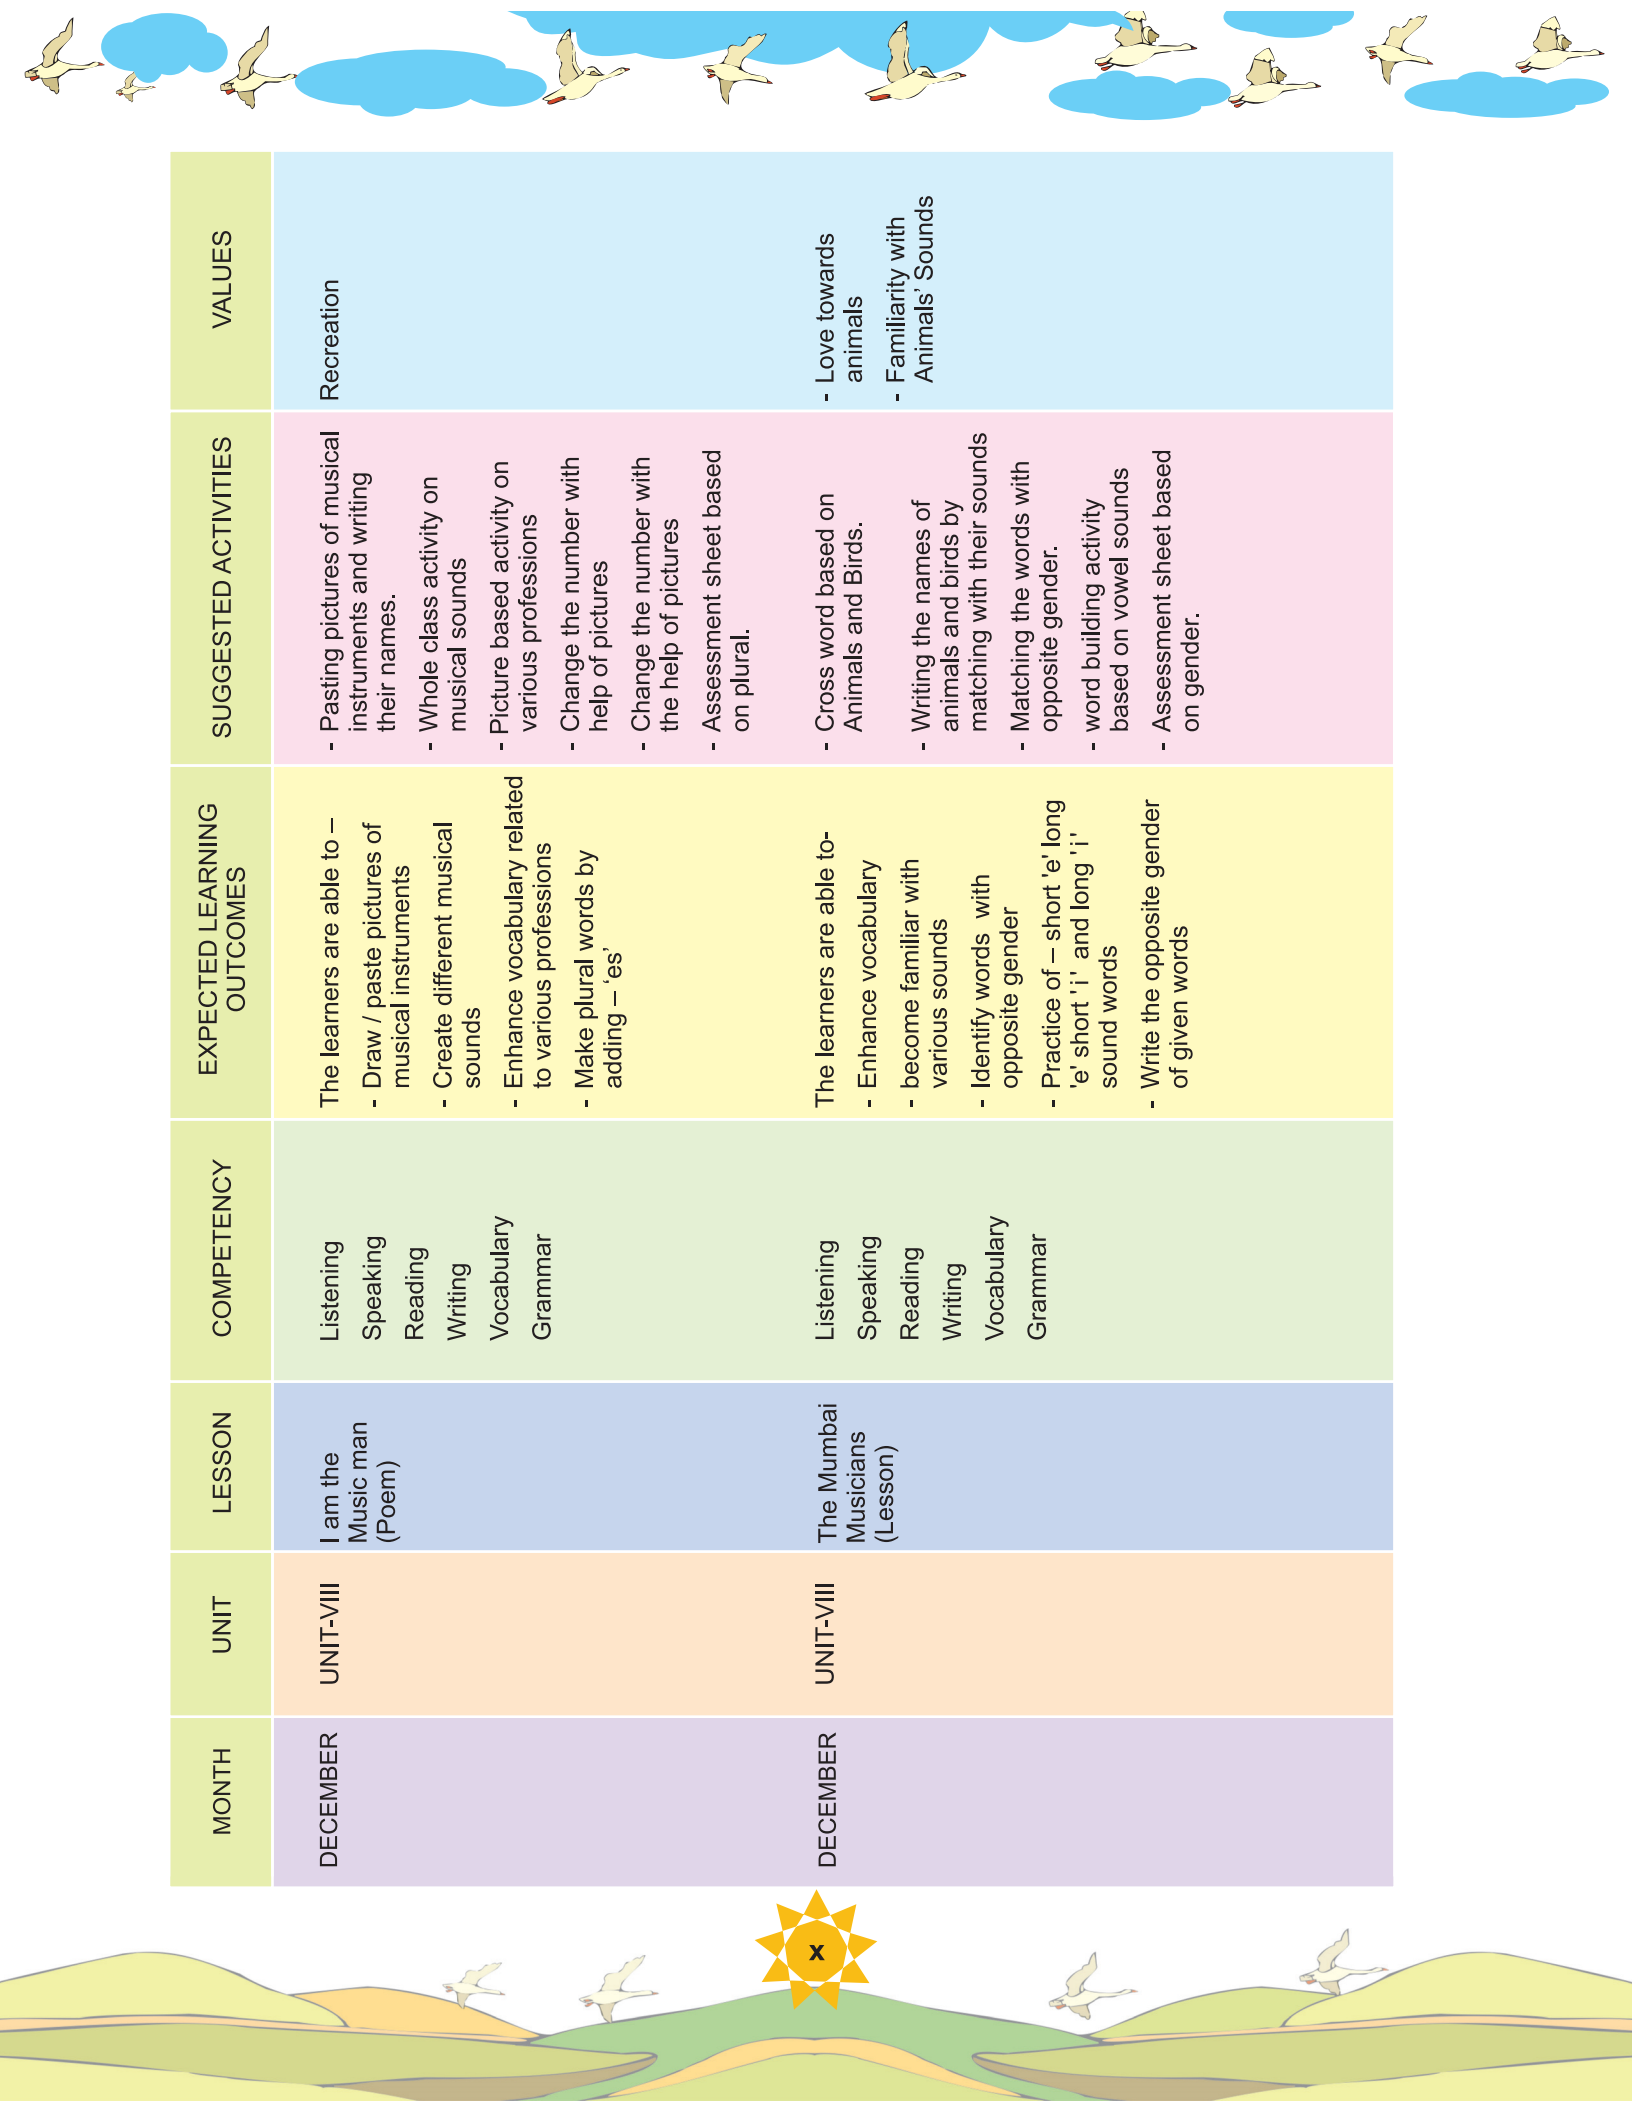 MONTH
UNIT
LESSON
COMPETENCY
EXPECTED LEARNING
OUTCOMES
SUGGESTED ACTIVITIES
VALUES
DECEMBER
UNIT-VIII
I am the
Music man
(Poem)
Listening
Speaking
Reading
Writing
Vocabulary
Grammar
The learners are able to –
- Draw / paste pictures of
musical instruments
- Create different musical
sounds
- Enhance vocabulary related
to various professions
- Make plural words by
adding – ‘es’
- Pasting pictures of musical
instruments and writing
their names.
- Whole class activity on
musical sounds
- Picture based activity on
various professions
- Change the number with
help of pictures
- Change the number with
the help of pictures
- Assessment sheet based
on plural.
Recreation
DECEMBER
UNIT-VIII
The Mumbai
Musicians
(Lesson)
Listening
Speaking
Reading
Writing
Vocabulary
Grammar
The learners are able to-
- Enhance vocabulary
- become familiar with
various sounds
- Identify words with
opposite gender
- Practice of – short 'e' long
'e' short ' i ' and long ' i '
sound words
- Write the opposite gender
of given words
- Cross word based on
Animals and Birds.
- Writing the names of
animals and birds by
matching with their sounds
- Matching the words with
opposite gender.
- word building activity
based on vowel sounds
- Assessment sheet based
on gender.
- Love towards
animals
- Familiarity with
Animals’ Sounds
x